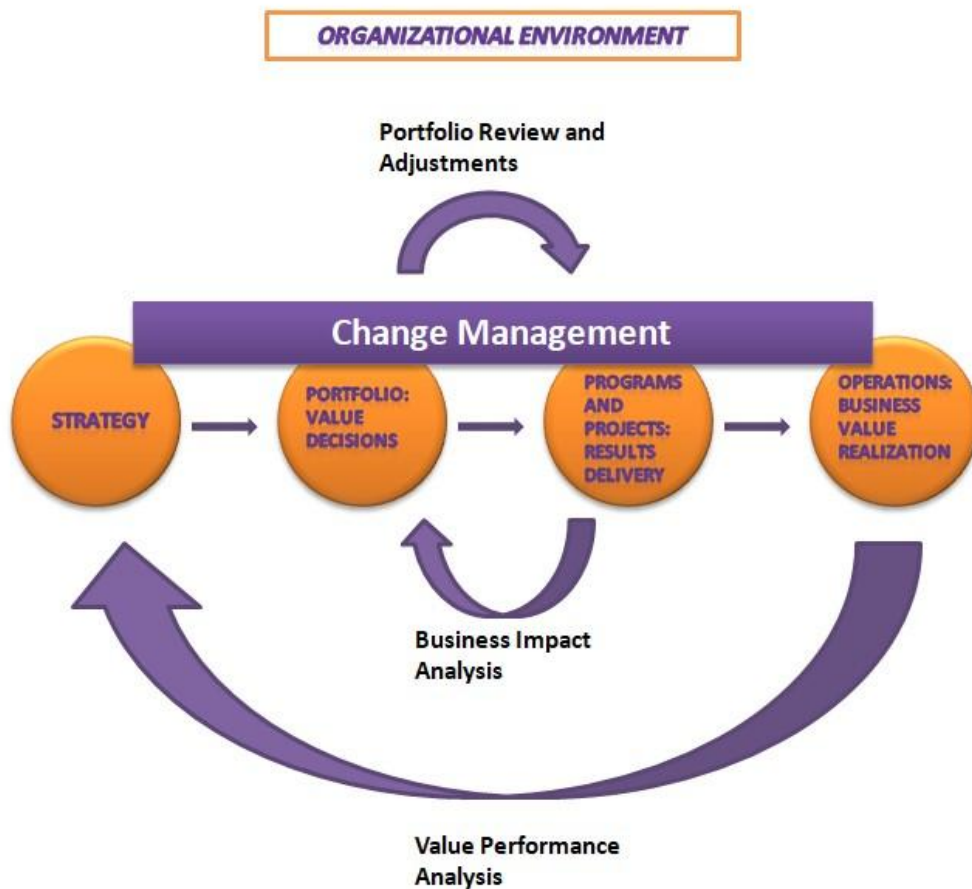 ORGANIZATIONAL ENVIRONMENT
Portfolio Review and
Adjustments
Change Management
STRATEGY
PORTFOLIO:
VALUE
DECISIONS
PROGRAMS
AND
PROJECTS:
RESULTS
DELIVERY
OPERATIONS:
BUSINESS
VALUE
REALIZATION
Business Impact
Analysis
Value Performance
Analysis